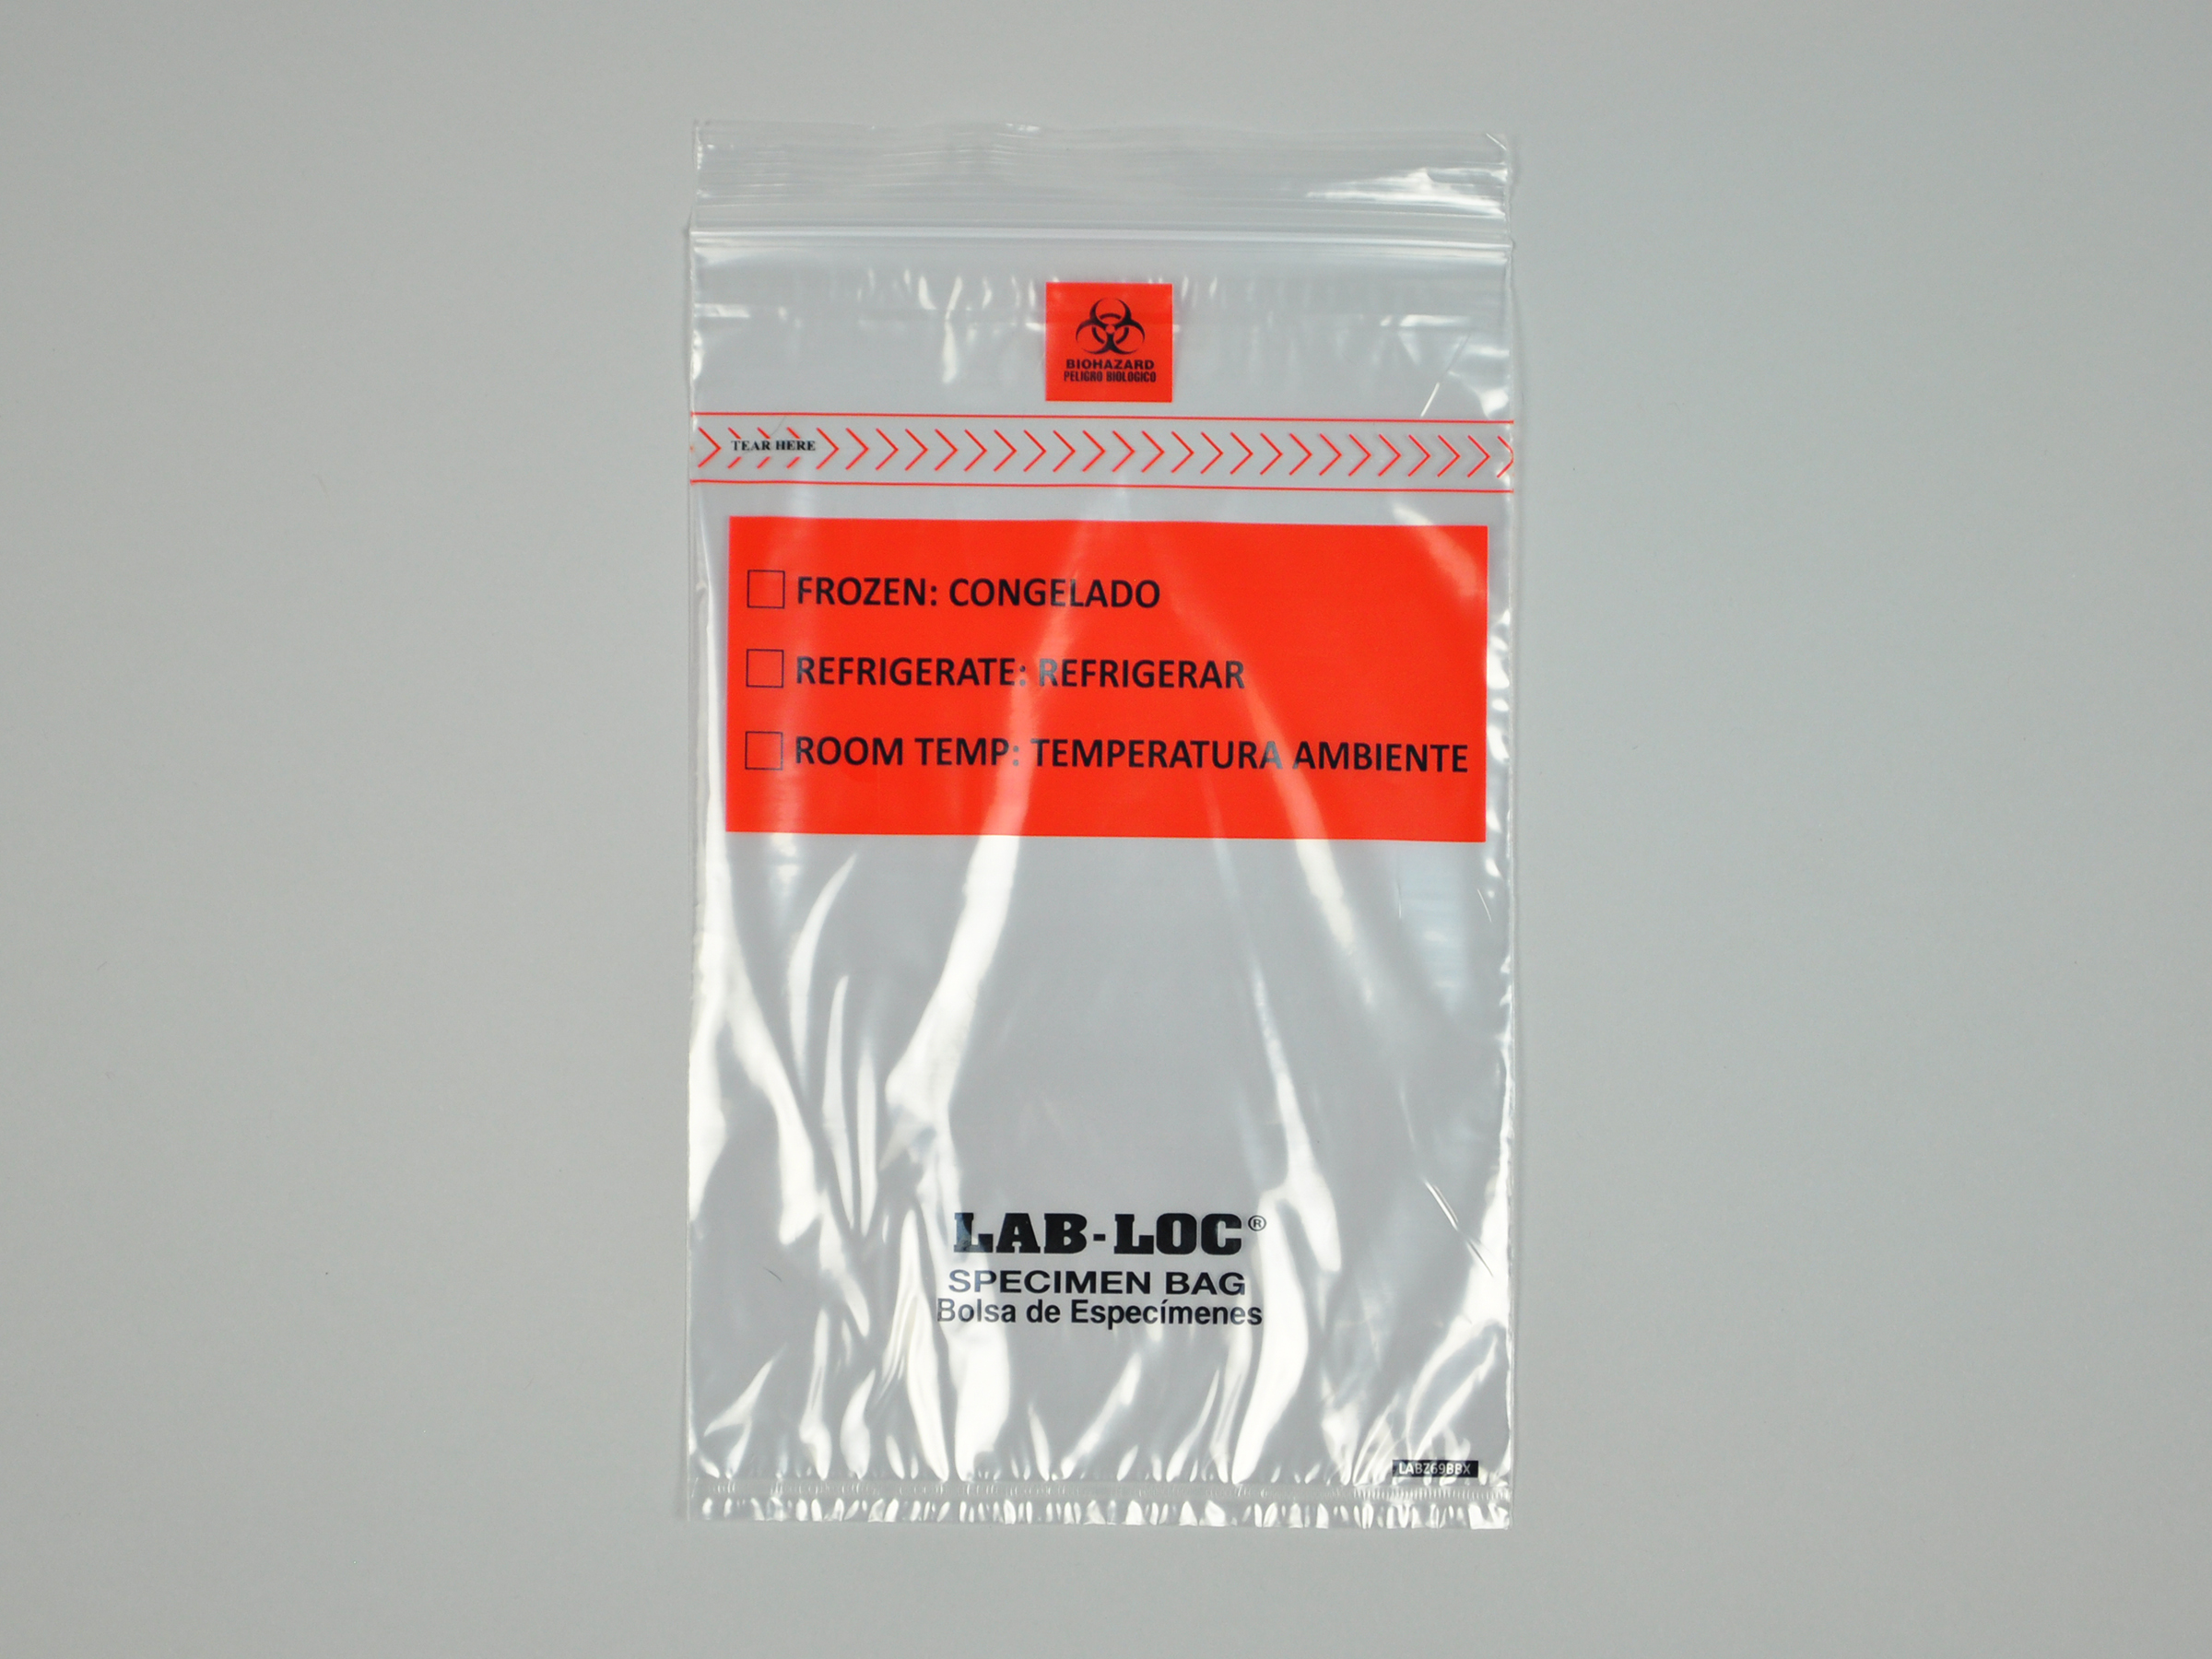 BIOHAZARD
PELIGRO BIOLOGICO
TEAR HERE
FROZEN: CONGELADO
REFRIGERATE: REFRIGERAR
ROOM TEMP: TEMPERATURA AMBIENTE
LAB-LOC®
SPECIMEN BAG
Bolsa de Especímenes
LABZ69BBX